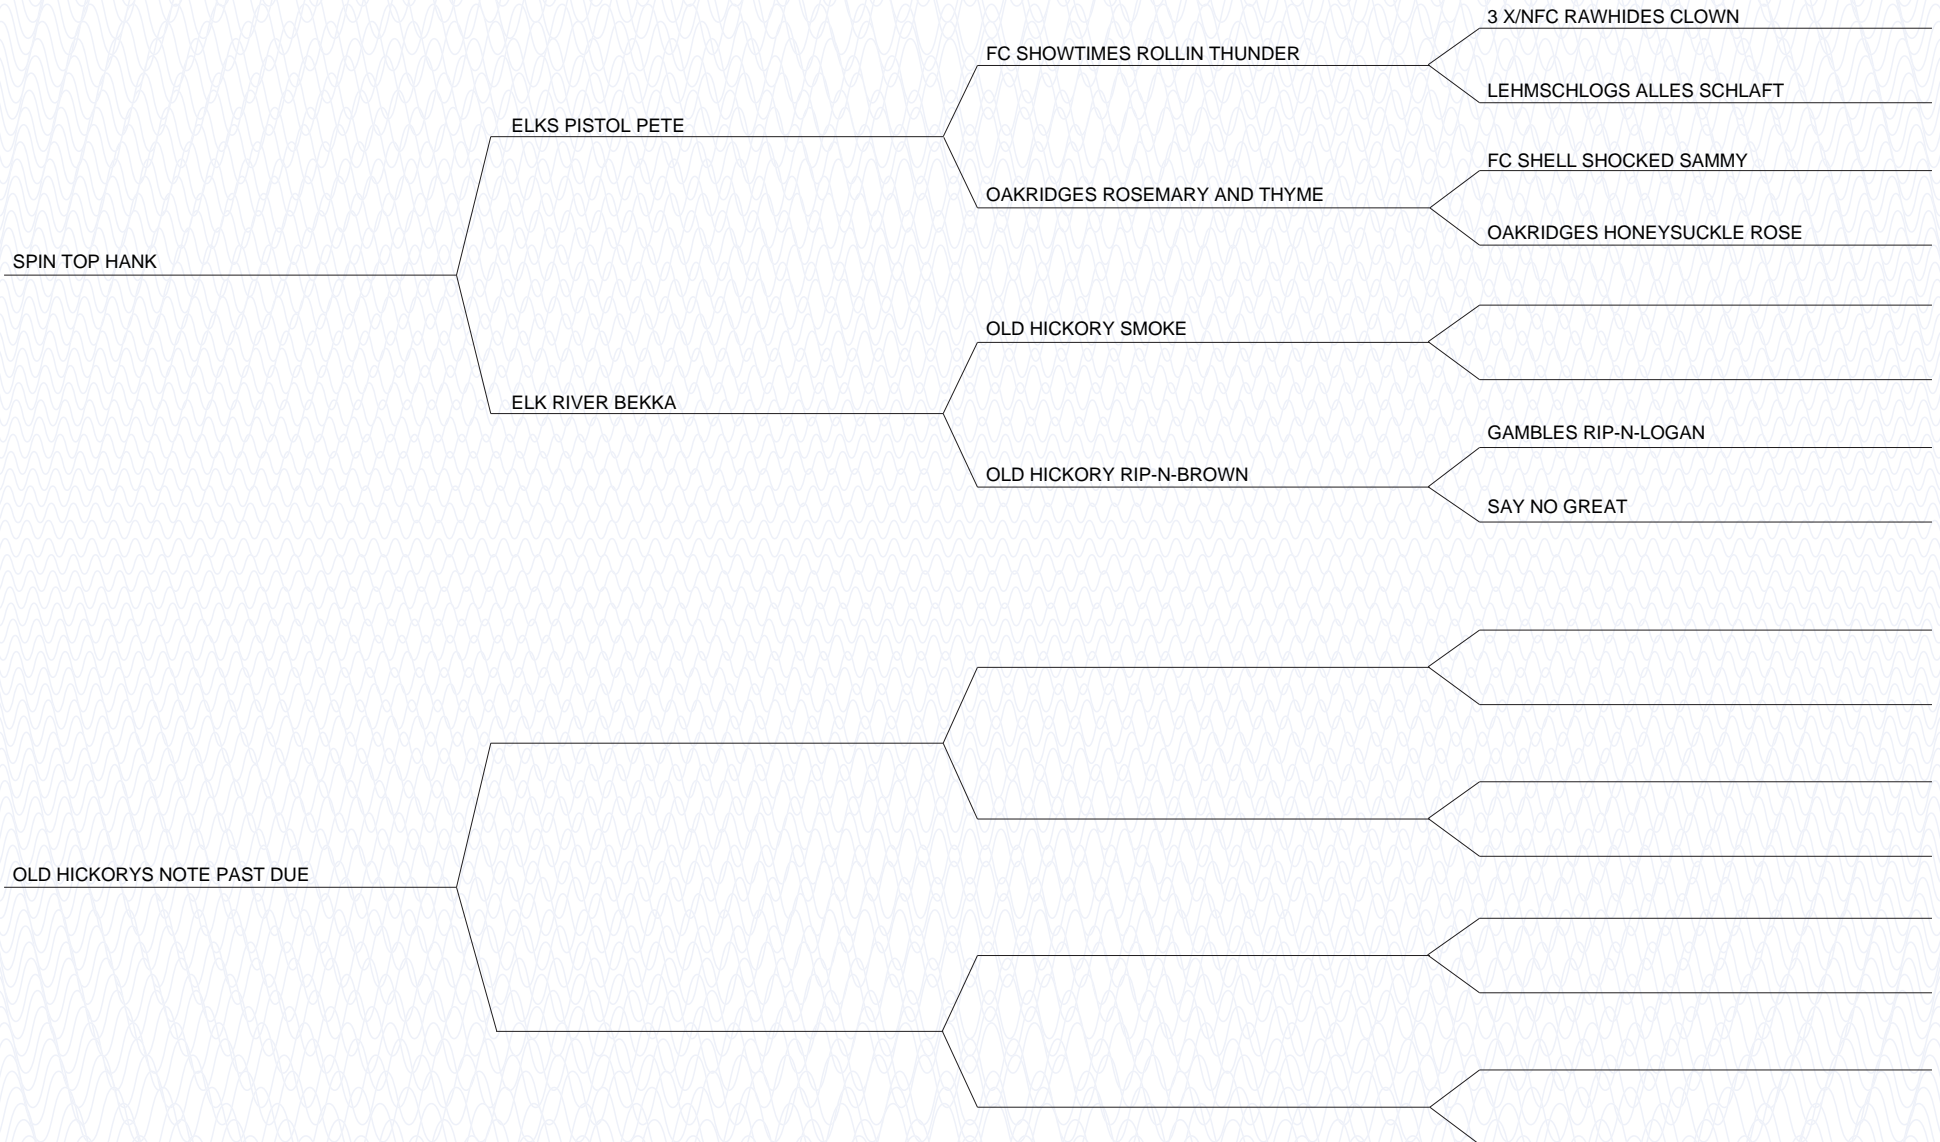 3 X/NFC RAWHIDES CLOWN
FC SHOWTIMES ROLLIN THUNDER
LEHMSCHLOGS ALLES SCHLAFT
ELKS PISTOL PETE
FC SHELL SHOCKED SAMMY
OAKRIDGES ROSEMARY AND THYME
OAKRIDGES HONEYSUCKLE ROSE
SPIN TOP HANK
OLD HICKORY SMOKE
ELK RIVER BEKKA
GAMBLES RIP-N-LOGAN
OLD HICKORY RIP-N-BROWN
SAY NO GREAT
OLD HICKORYS NOTE PAST DUE